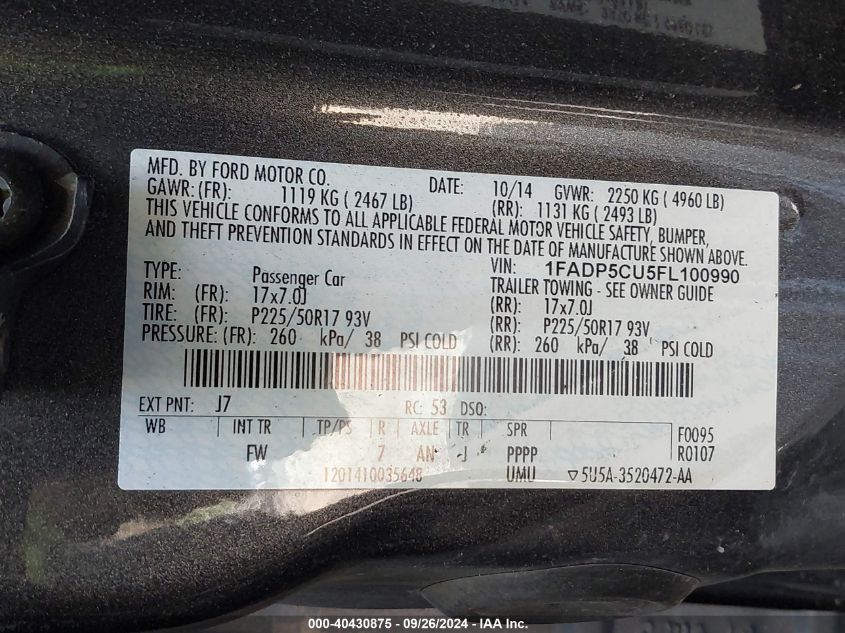 MFD. BY FORD MOTOR CO. DATE: 10/14 GVWR: 2250 KG ( 4960 LB)
GAWR: (FR): 1119 KG ( 2467 LB) (RR): 1131 KG ( 2493 LB)
THIS VEHICLE CONFORMS TO ALL APPLICABLE FEDERAL MOTOR VEHICLE SAFETY, BUMPER,
AND THEFT PREVENTION STANDARDS IN EFFECT ON THE DATE OF MANUFACTURE SHOWN ABOVE.
VIN: 1FADP5CU5FL100990
TYPE: Passenger Car TRAILER TOWING - SEE OWNER GUIDE
RIM: (FR): 17x7.0J (RR): 17x7.0J
TIRE: (FR): P225/50R17 93V (RR): P225/50R17 93V
PRESSURE: (FR): 260 kPa/ 38 PSI COLD (RR): 260 kPa/ 38 PSI COLD
EXT PNT: J7 RC: 53 DSO:
WB INT TR TP/PS R AXLE TR SPR F0095
FW 7 AN -J PPPP R0107
1201410035648 UMU 5U5A-3520472-AA
000-40430875 - 09/26/2024 - IAA Inc.